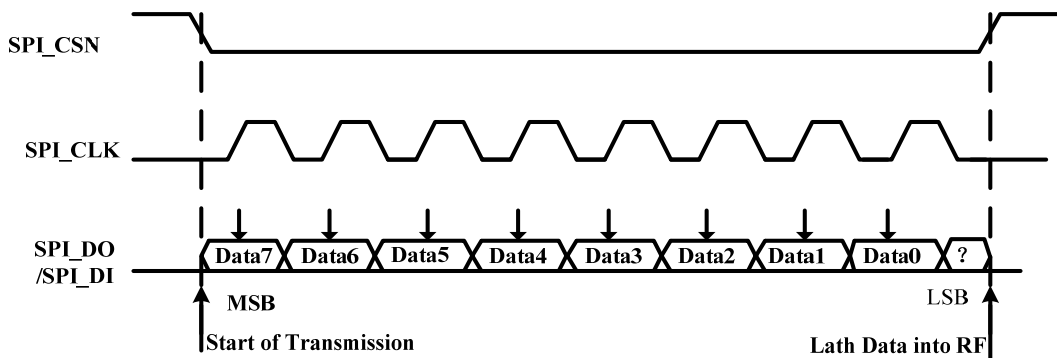 SPI_CSN
SPI_CLK
SPI_DO
/SPI_DI
Data7 Data6 Data5 Data4 Data3 Data2 Data1 Data0 ?
MSB
LSB
Start of Transmission
Lath Data into RF